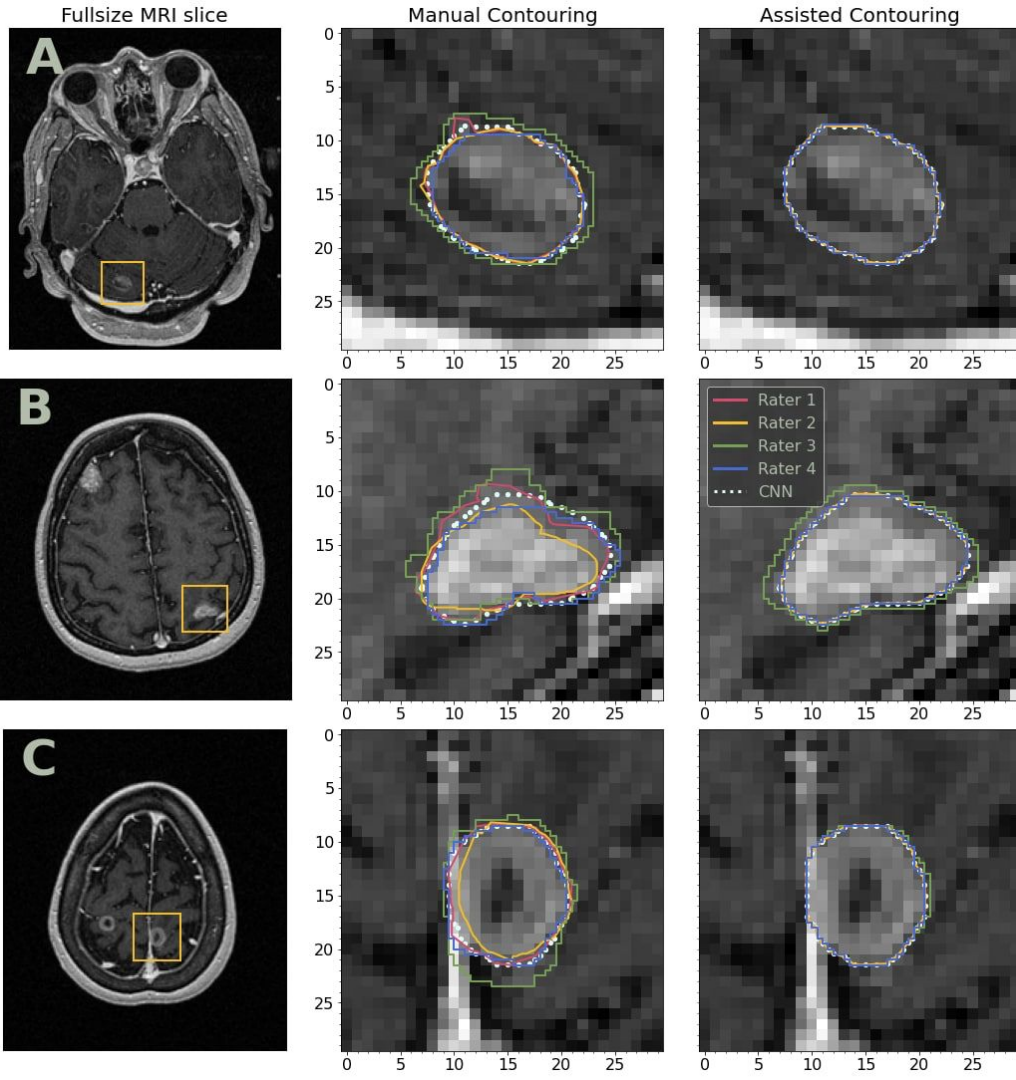 Fullsize MRI slice
Manual Contouring
Assisted Contouring
A
0
5
10
15
20
25
0 5 10 15 20 25
0 5 10 15 20 25
B
0
5
10
15
20
25
0 5 10 15 20 25
Rater 1
Rater 2
Rater 3
Rater 4
CNN
0 5 10 15 20 25
C
0
5
10
15
20
25
0 5 10 15 20 25
0 5 10 15 20 25